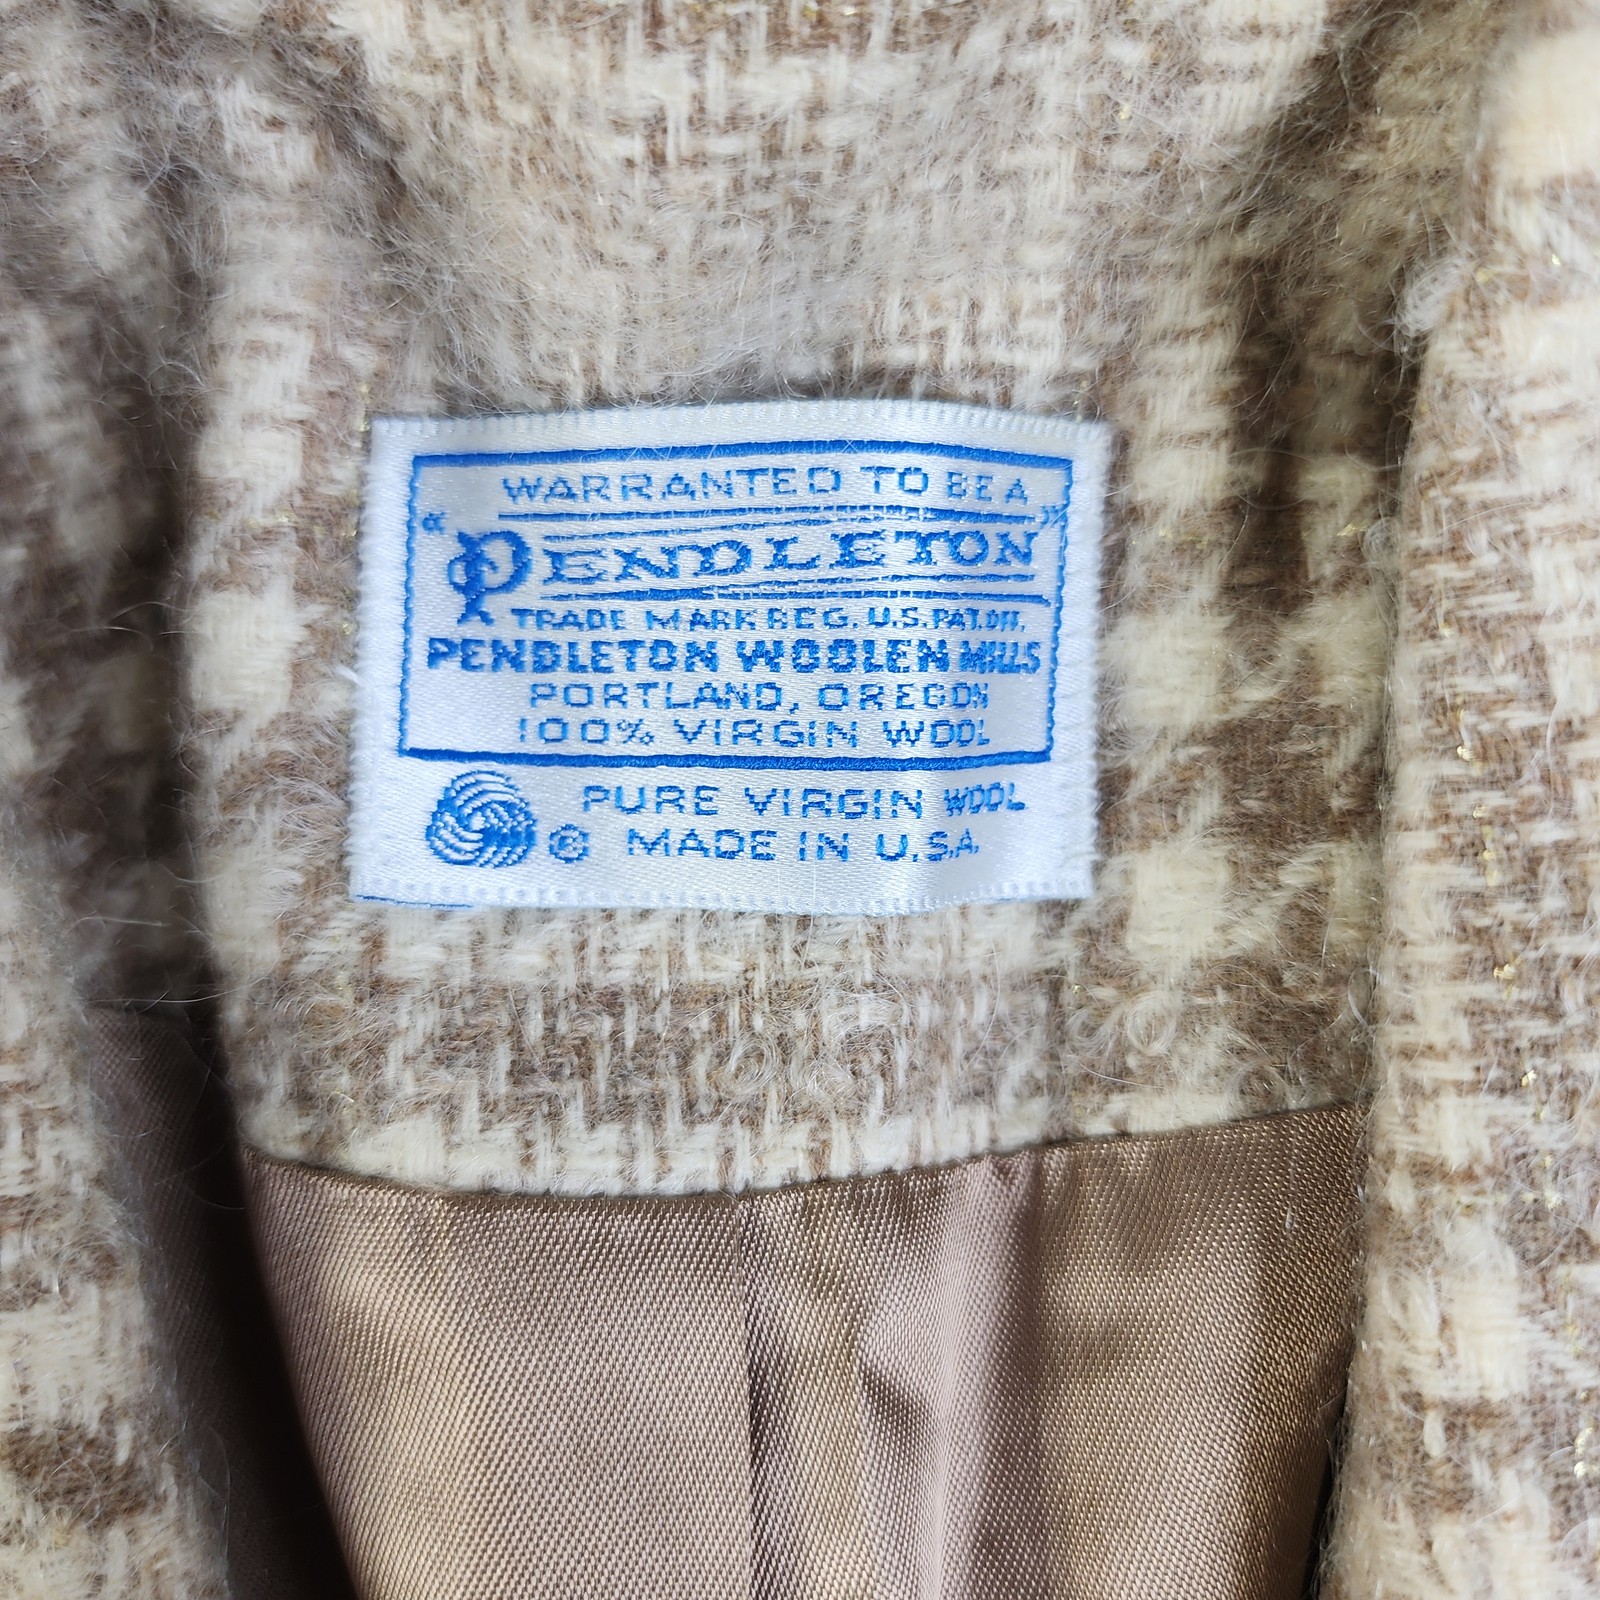 WARRANTED TO BE A
"PENDLETON"
TRADE MARK REG. U.S. PAT. OFF.
PENDLETON WOOLEN MILLS
PORTLAND, OREGON
100% VIRGIN WOOL
PURE VIRGIN WOOL
® MADE IN U.S.A.